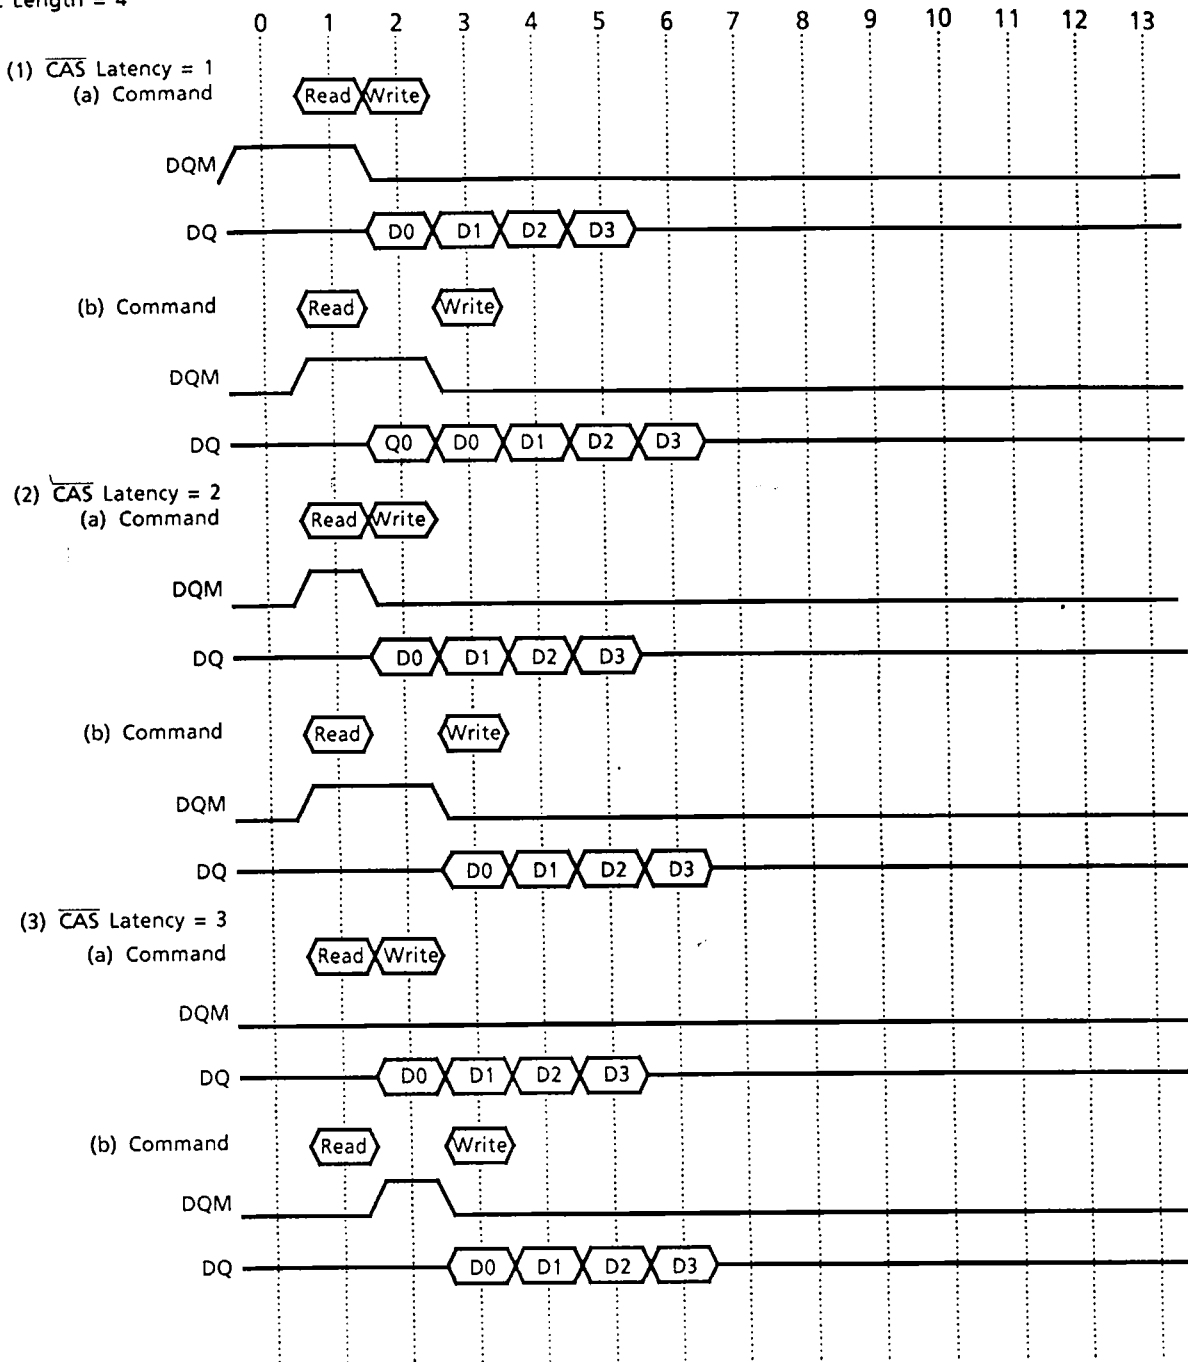 Length = 4
0 1 2 3 4 5 6 7 8 9 10 11 12 13
(1) CAS Latency = 1
(a) Command Read Write
DQM
DQ D0 D1 D2 D3
(b) Command Read Write
DQM
DQ Q0 D0 D1 D2 D3
(2) CAS Latency = 2
(a) Command Read Write
DQM
DQ D0 D1 D2 D3
(b) Command Read Write
DQM
DQ D0 D1 D2 D3
(3) CAS Latency = 3
(a) Command Read Write
DQM
DQ D0 D1 D2 D3
(b) Command Read Write
DQM
DQ D0 D1 D2 D3